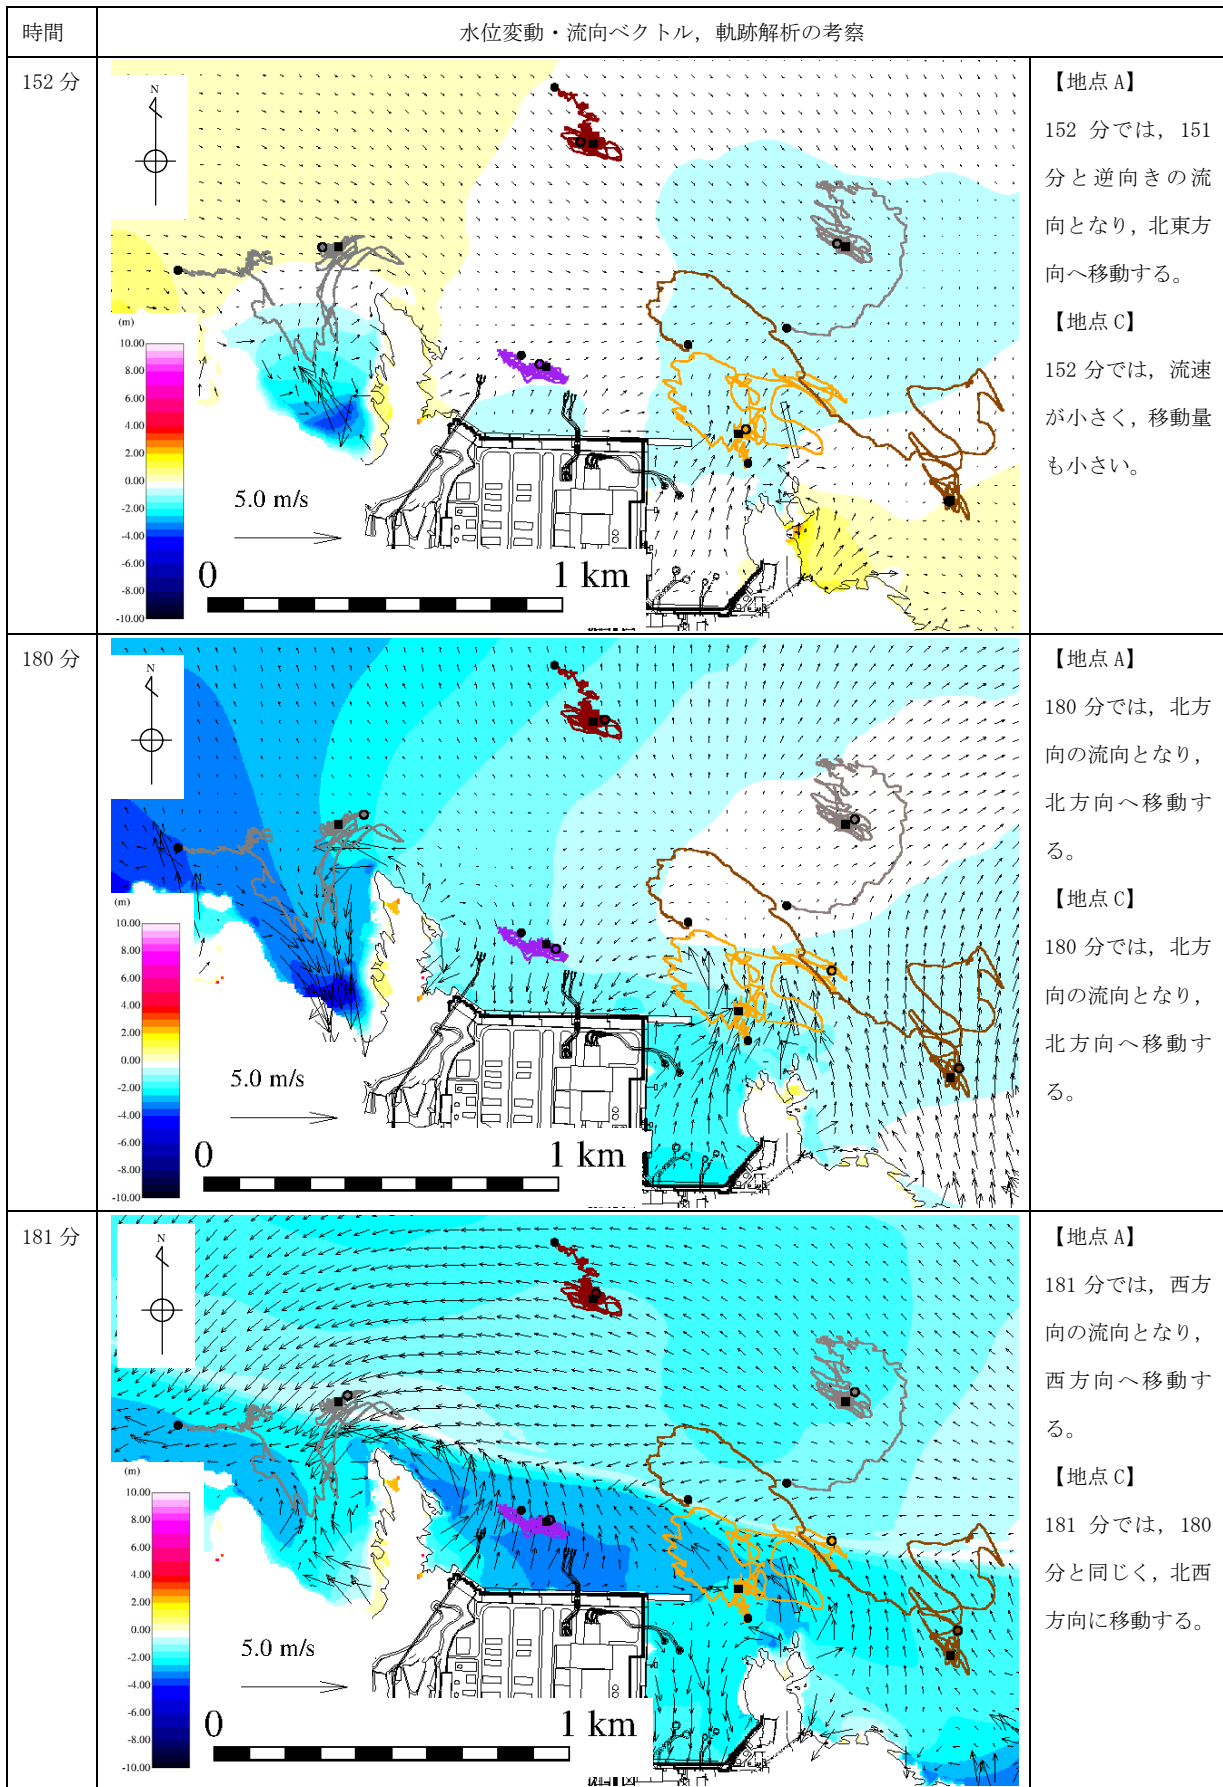 時間
水位変動・流向ベクトル，軌跡解析の考察
152 分
N
(m)
10.00
8.00
6.00
4.00
2.00
0.00
-2.00
-4.00
-6.00
-8.00
-10.00
5.0 m/s
0
1 km
【地点 A】
152 分では，151
分と逆向きの流
向となり，北東方
向へ移動する。
【地点 C】
152 分では，流速
が小さく，移動量
も小さい。
180 分
N
(m)
10.00
8.00
6.00
4.00
2.00
0.00
-2.00
-4.00
-6.00
-8.00
-10.00
5.0 m/s
0
1 km
【地点 A】
180 分では，北方
向の流向となり，
北方向へ移動す
る。
【地点 C】
180 分では，北方
向の流向となり，
北方向へ移動す
る。
181 分
N
(m)
10.00
8.00
6.00
4.00
2.00
0.00
-2.00
-4.00
-6.00
-8.00
-10.00
5.0 m/s
0
1 km
【地点 A】
181 分では，西方
向の流向となり，
西方向へ移動す
る。
【地点 C】
181 分では，180
分と同じく，北西
方向に移動する。